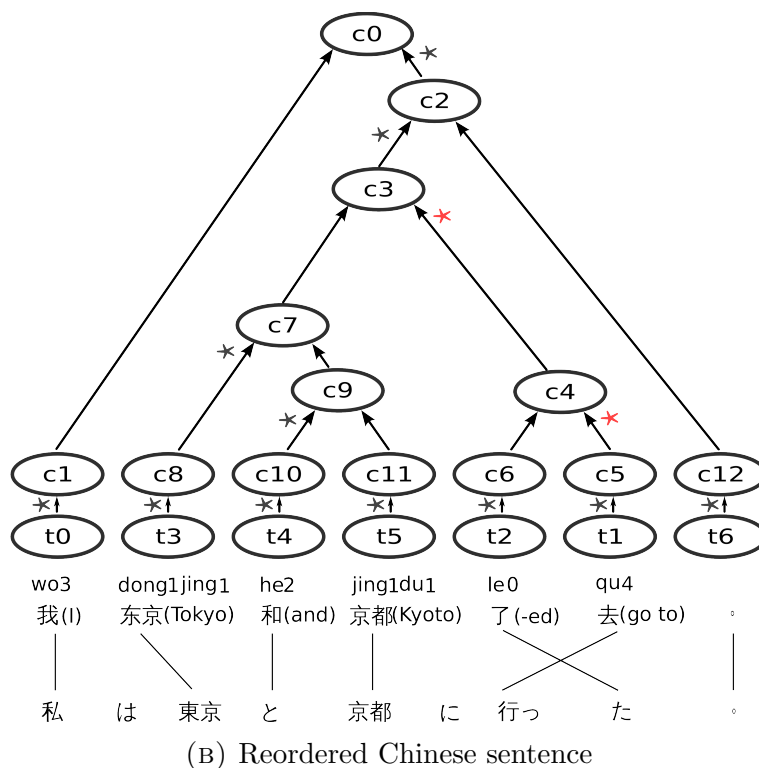 c0
c2
c3
c7
c9 c4
c1 c8 c10 c11 c6 c5 c12
t0 t3 t4 t5 t2 t1 t6
wo3 dong1jing1 he2 jing1du1 le0 qu4
我(I) 东京(Tokyo) 和(and) 京都(Kyoto) 了(-ed) 去(go to) 。
私 は 東京 と 京都 に 行っ た 。
(B) Reordered Chinese sentence